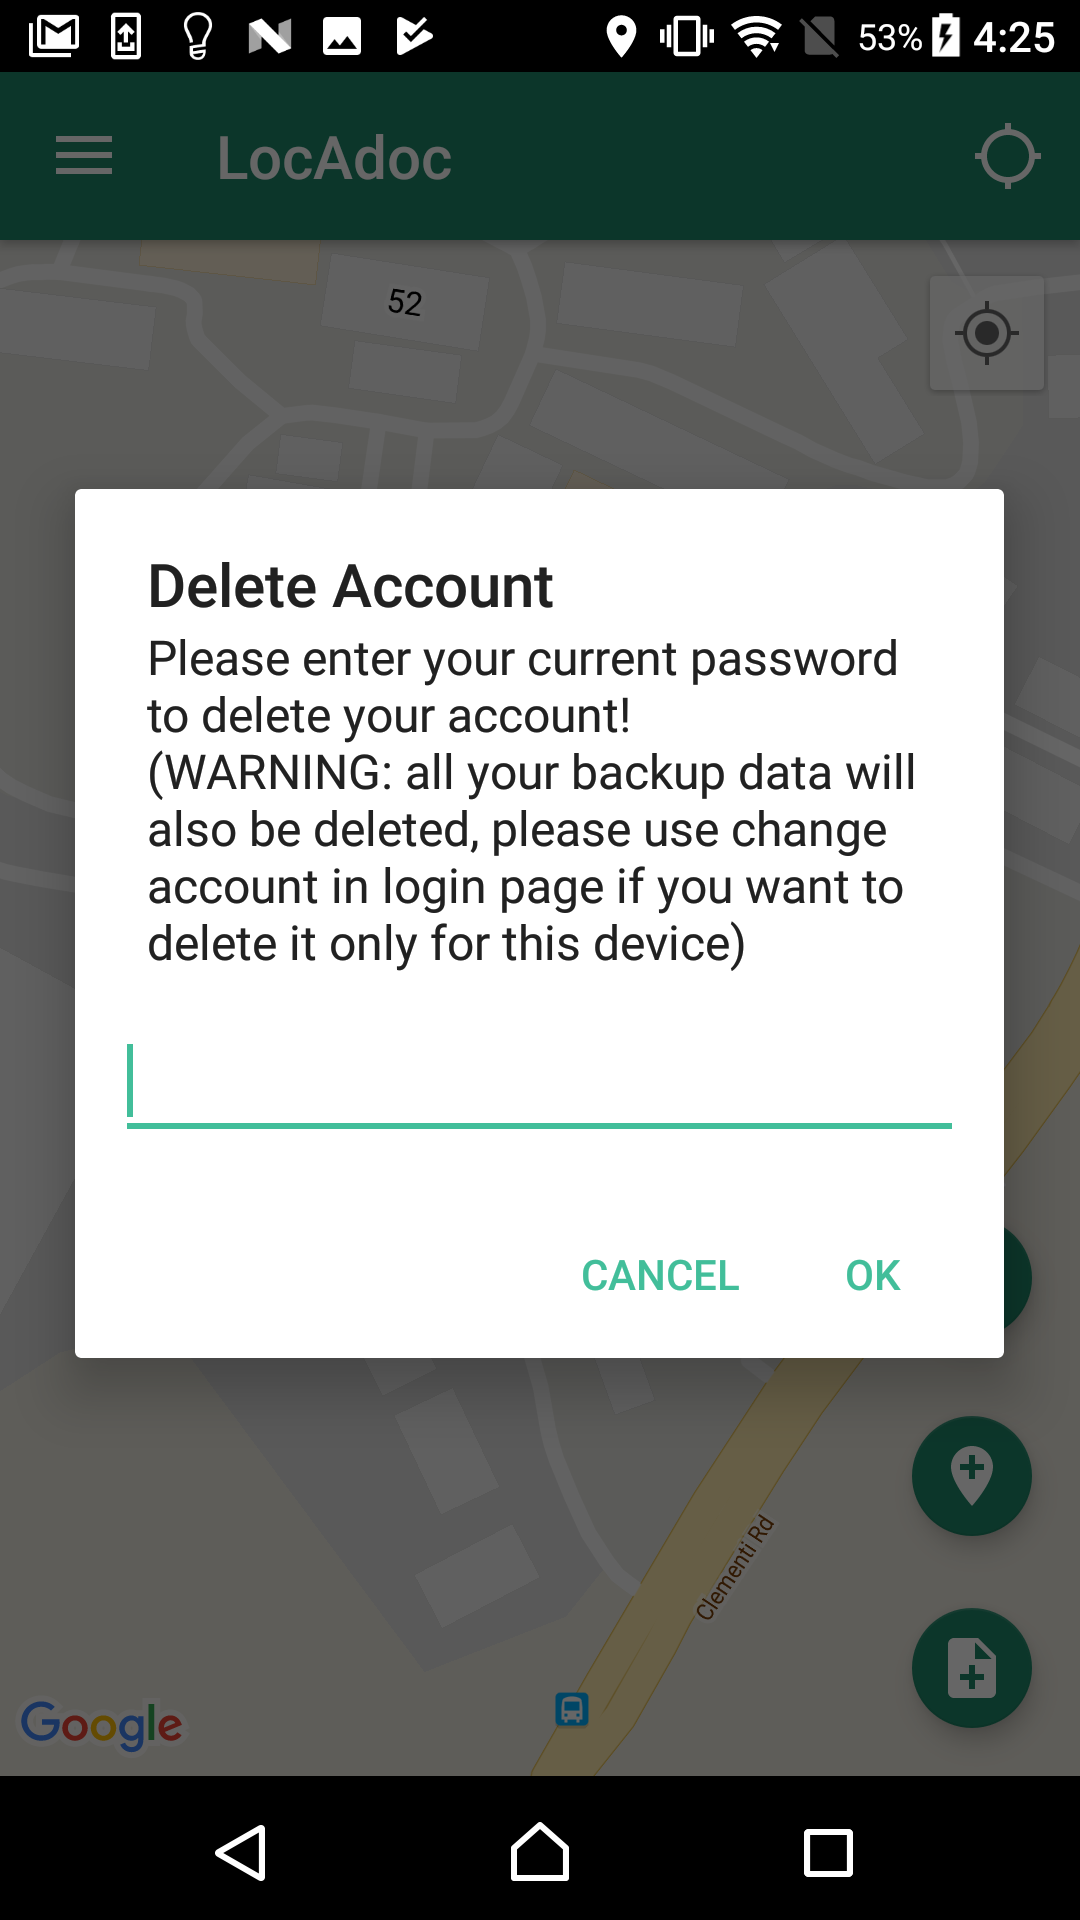 53% 4:25
LocAdoc
52
Delete Account
Please enter your current password
to delete your account!
(WARNING: all your backup data will
also be deleted, please use change
account in login page if you want to
delete it only for this device)
CANCEL OK
Clementi Rd
Google